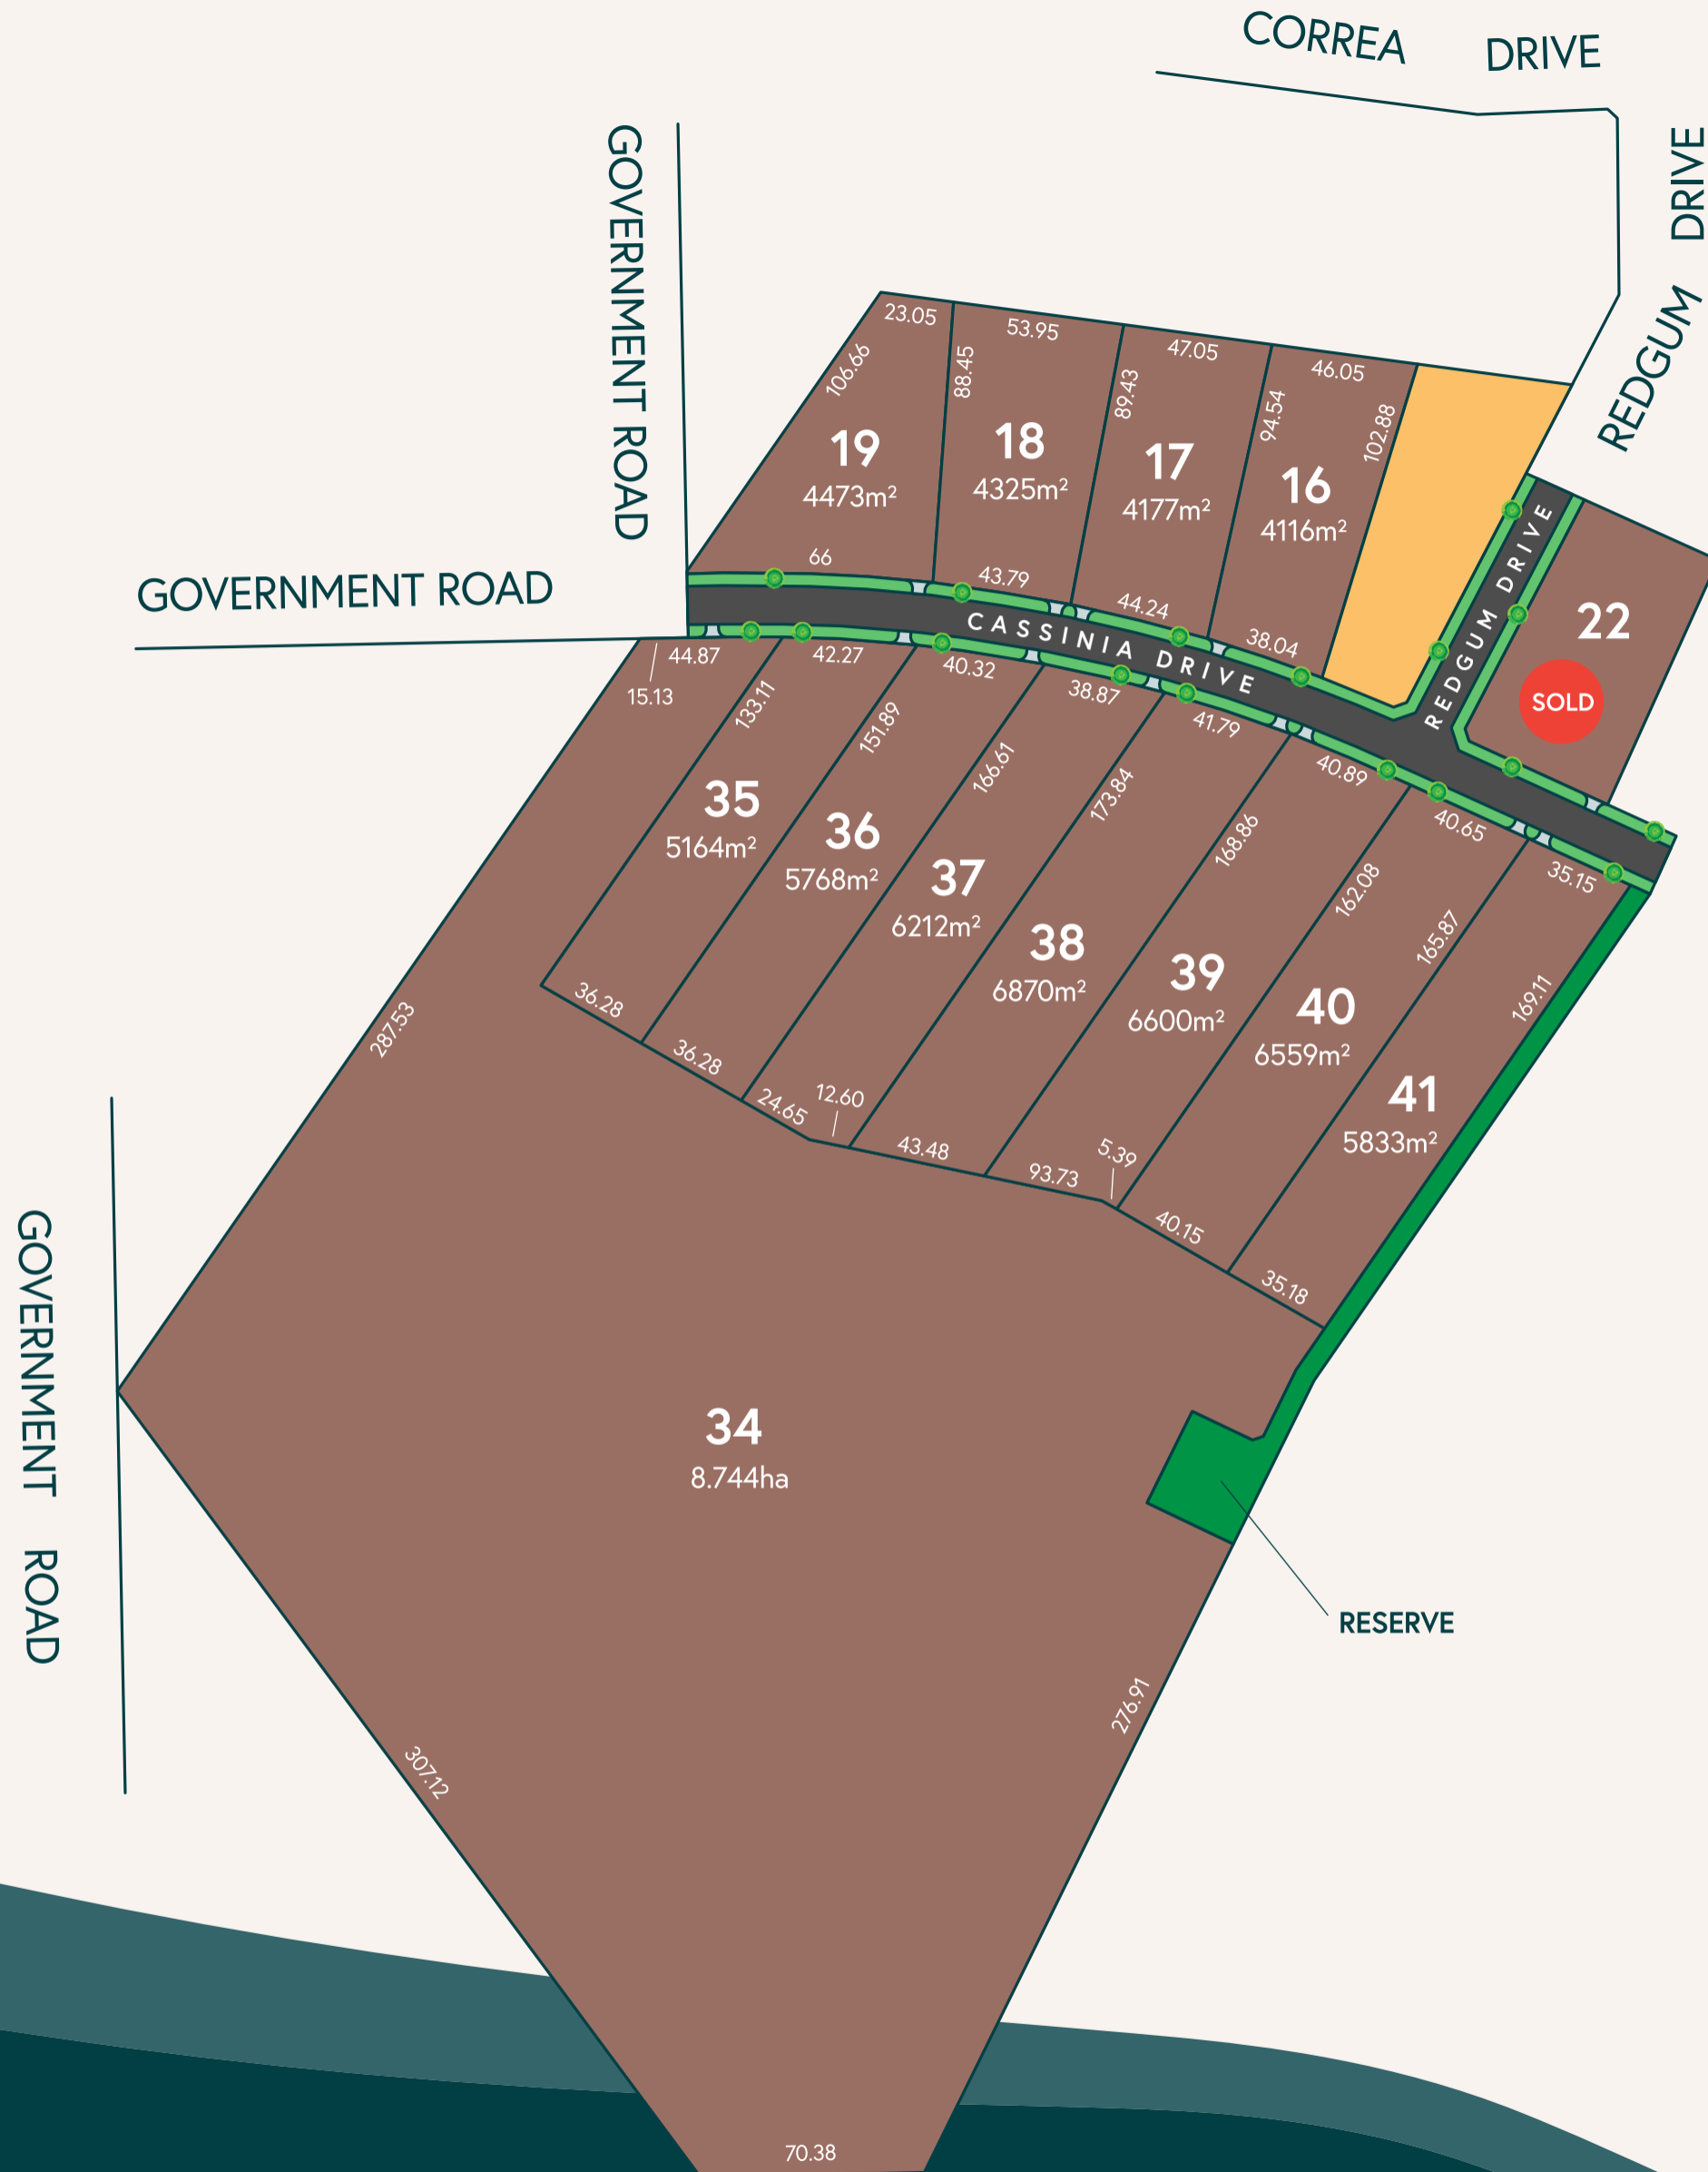 CORREA DRIVE
REDGUM DRIVE
GOVERNMENT ROAD
GOVERNMENT ROAD
GOVERNMENT ROAD
23.05
53.95
47.05
46.05
106.66
88.45
89.43
94.54
102.88
19
4473m²
18
4325m²
17
4177m²
16
4116m²
66
43.79
44.24
38.04
CASSINIA DRIVE
REDGUM DRIVE
22
SOLD
15.13
44.87
42.27
40.32
38.87
41.79
40.89
40.65
35.15
133.11
151.89
166.61
173.84
168.86
162.08
165.87
169.11
35
5164m²
36
5768m²
37
6212m²
38
6870m²
39
6600m²
40
6559m²
41
5833m²
287.53
36.28
36.28
24.65
12.60
43.48
93.73
5.39
40.15
35.18
34
8.744ha
RESERVE
276.91
307.12
70.38